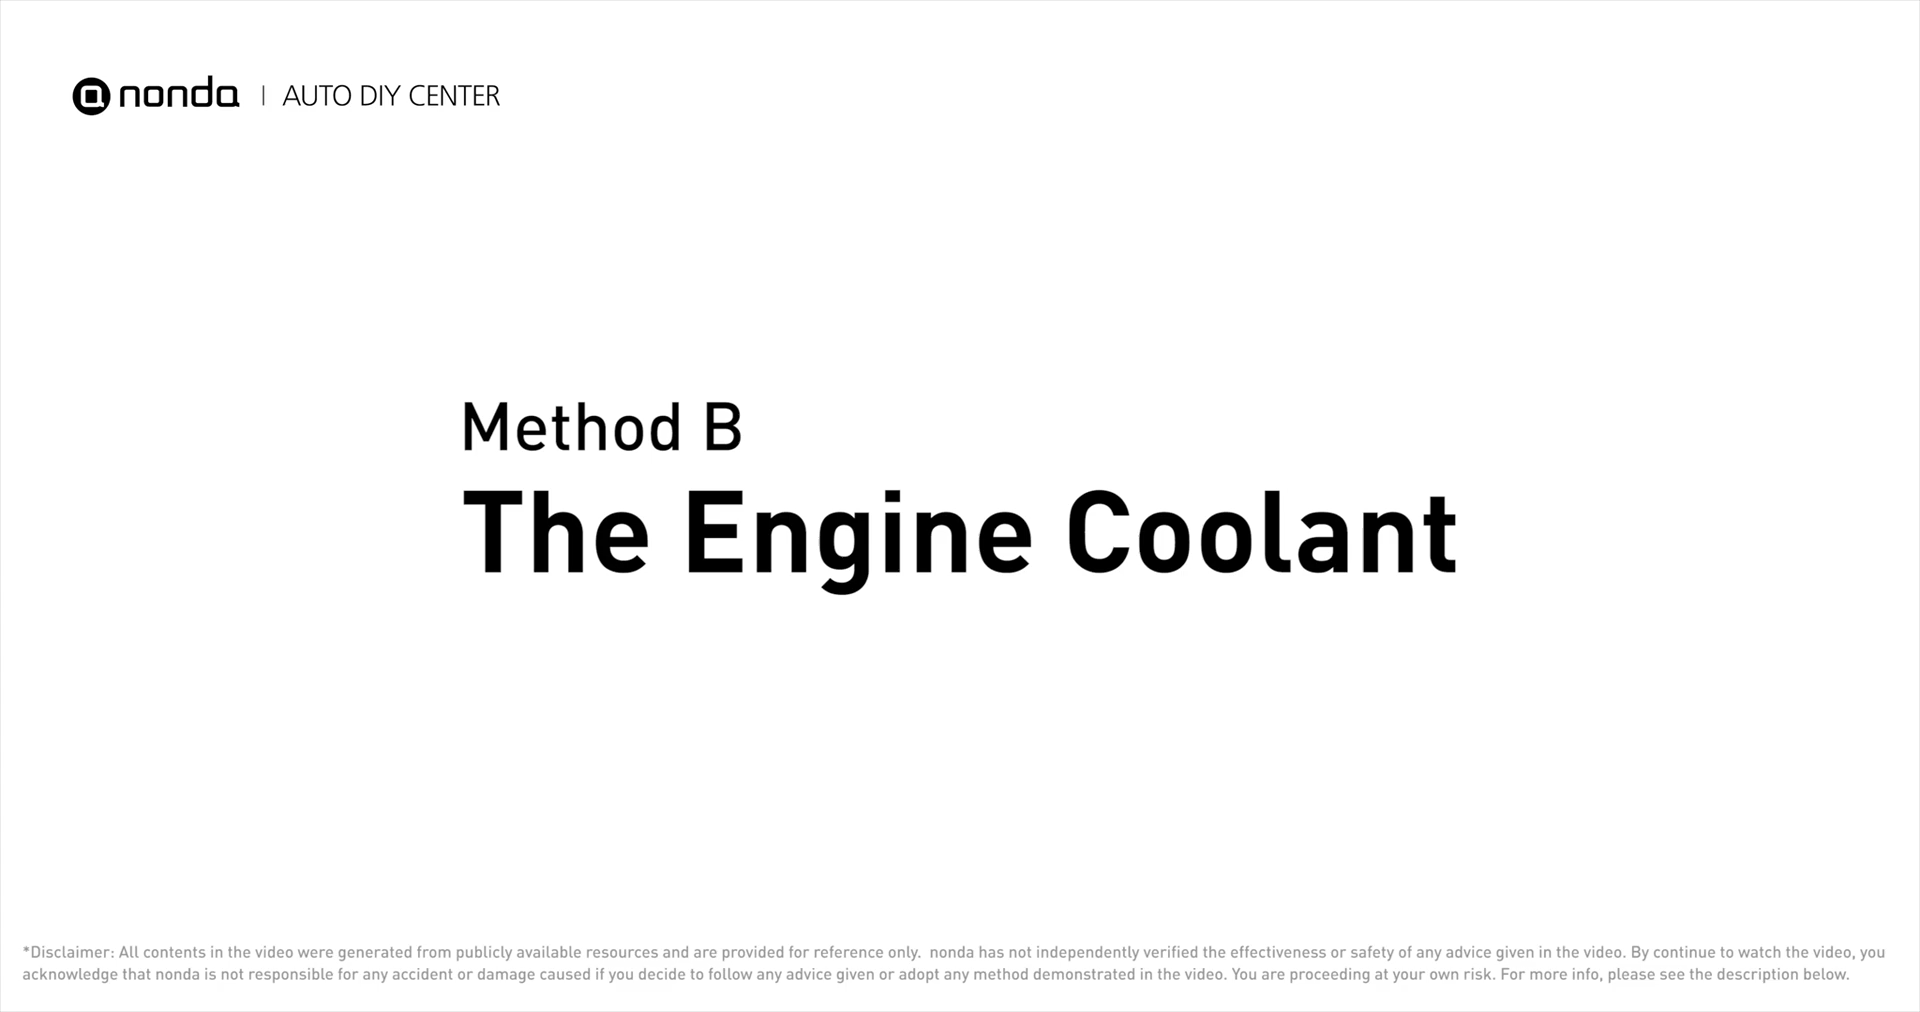 nonda | AUTO DIY CENTER
Method B
The Engine Coolant
*Disclaimer: All contents in the video were generated from publicly available resources and are provided for reference only.  nonda has not independently verified the effectiveness or safety of any advice given in the video. By continue to watch the video, you
acknowledge that nonda is not responsible for any accident or damage caused if you decide to follow any advice given or adopt any method demonstrated in the video. You are proceeding at your own risk. For more info, please see the description below.